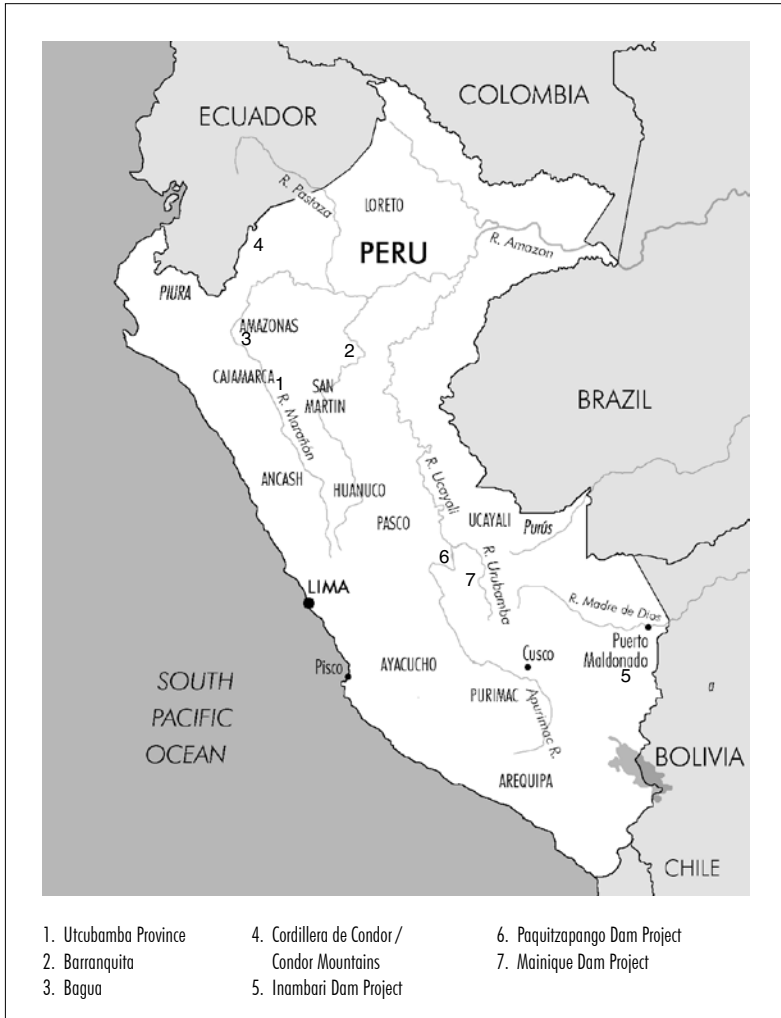 COLOMBIA
ECUADOR
R. Pastaza
LORETO
PERU
R. Amazon
4
PIURA
AMAZONAS
3
2
CAJAMARCA
1
SAN
MARTIN
R. Marañón
BRAZIL
ANCASH
HUANUCO
R. Ucayali
PASCO
UCAYALI
Purús
6
7
R. Urubamba
LIMA
R. Madre de Dias
Puerto
Maldonado
5
Pisco
AYACUCHO
Cusco
PURIMAC
Apurimac R.
SOUTH
PACIFIC
OCEAN
a
BOLIVIA
AREQUIPA
CHILE
1. Utcubamba Province
2. Barranquita
3. Bagua
4. Cordillera de Condor /
Condor Mountains
5. Inambari Dam Project
6. Paquitzapango Dam Project
7. Mainique Dam Project